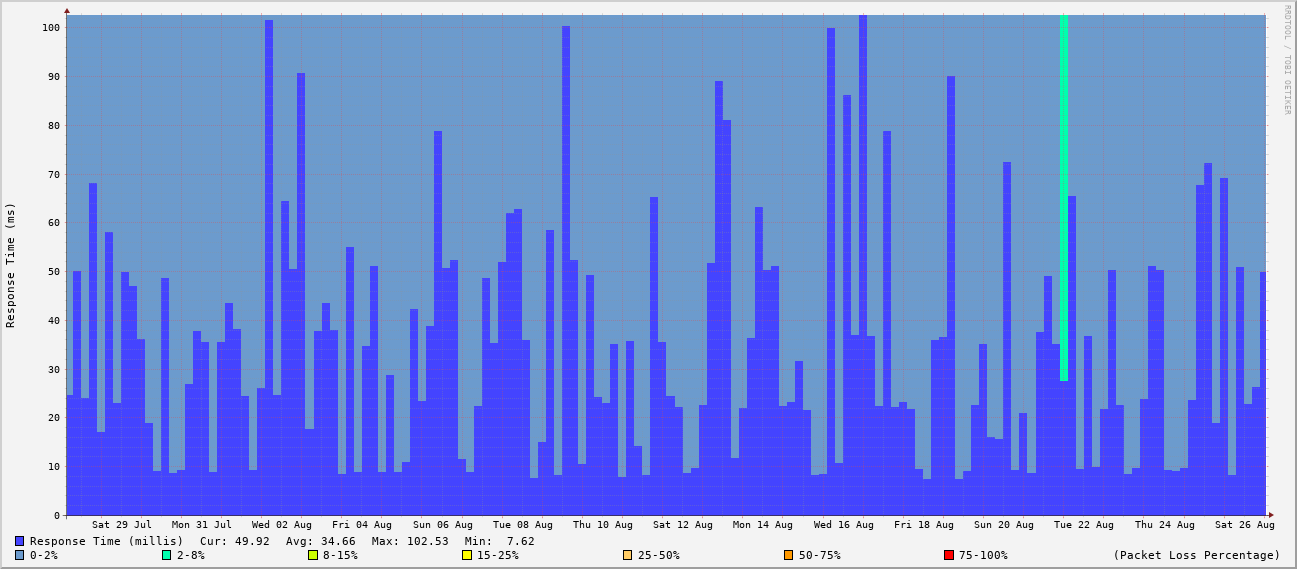 RRDTOOL / TOBI OETIKER
Response Time (ms)
100
90
80
70
60
50
40
30
20
10
0
Sat 29 Jul Mon 31 Jul Wed 02 Aug Fri 04 Aug Sun 06 Aug Tue 08 Aug Thu 10 Aug Sat 12 Aug Mon 14 Aug Wed 16 Aug Fri 18 Aug Sun 20 Aug Tue 22 Aug Thu 24 Aug Sat 26 Aug
Response Time (millis) Cur: 49.92 Avg: 34.66 Max: 102.53 Min: 7.62
0-2% 2-8% 8-15% 15-25% 25-50% 50-75% 75-100% (Packet Loss Percentage)